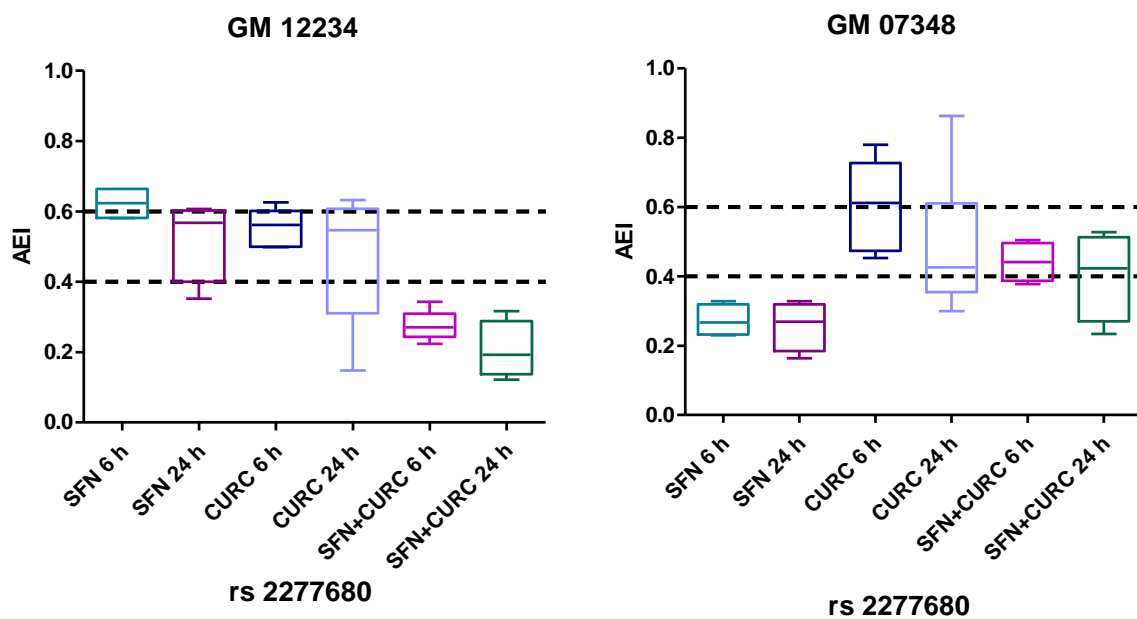 GM 12234
AEI
1.0
0.8
0.6
0.4
0.2
0.0
SFN 6 h
SFN 24 h
CURC 6 h
CURC 24 h
SFN+CURC 6 h
SFN+CURC 24 h
rs 2277680
GM 07348
AEI
1.0
0.8
0.6
0.4
0.2
0.0
SFN 6 h
SFN 24 h
CURC 6 h
CURC 24 h
SFN+CURC 6 h
SFN+CURC 24 h
rs 2277680